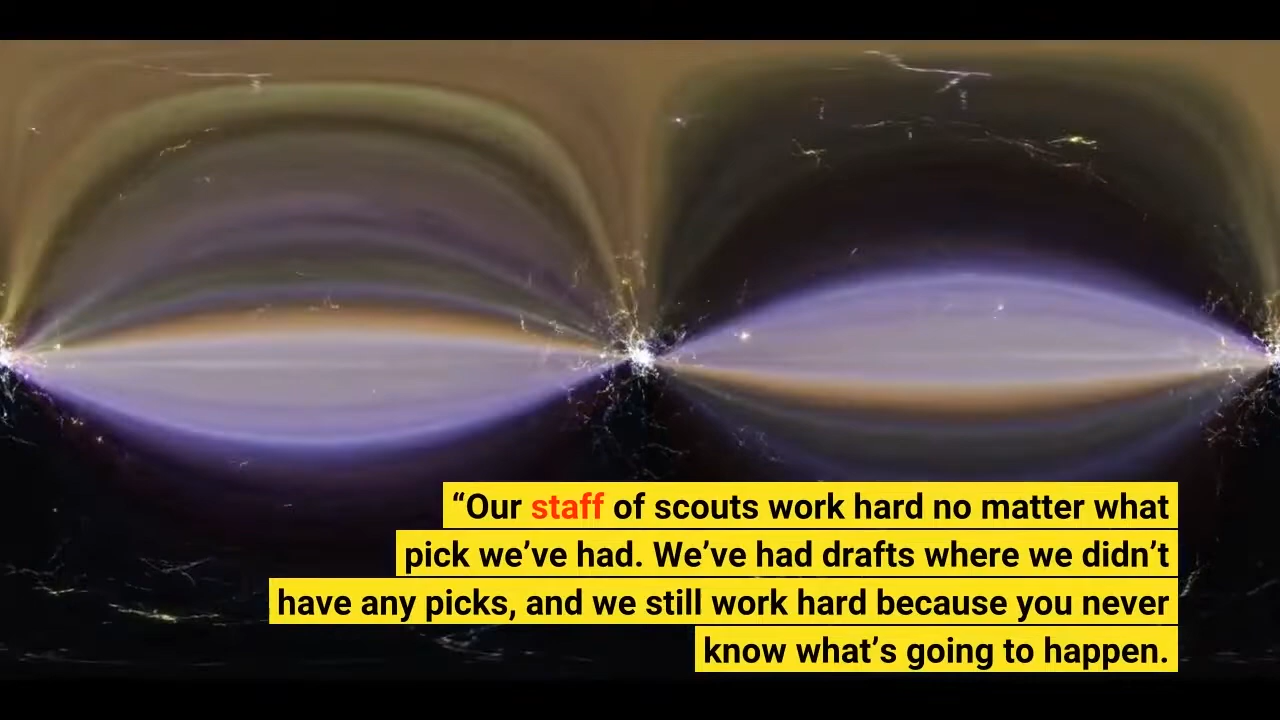 “Our staff of scouts work hard no matter what
pick we’ve had. We’ve had drafts where we didn’t
have any picks, and we still work hard because you never
know what’s going to happen.